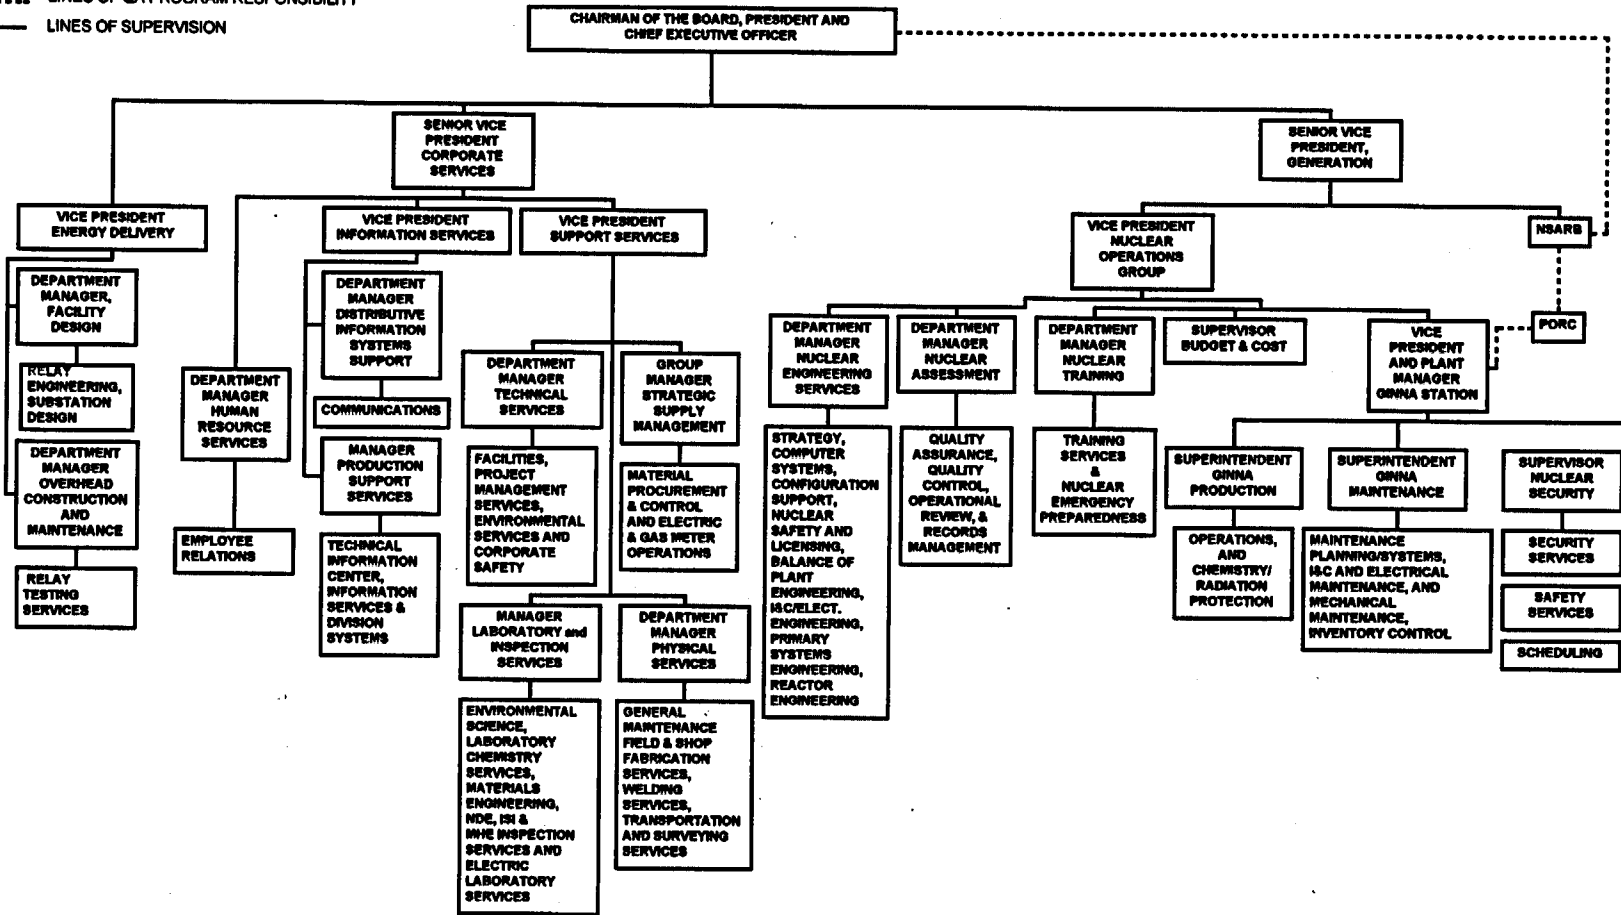 LINES OF SUPERVISION
CHAIRMAN OF THE BOARD, PRESIDENT AND
CHIEF EXECUTIVE OFFICER
SENIOR VICE
PRESIDENT
CORPORATE
SERVICES
SENIOR VICE
PRESIDENT,
GENERATION
VICE PRESIDENT
ENERGY DELIVERY
VICE PRESIDENT
INFORMATION SERVICES
VICE PRESIDENT
SUPPORT SERVICES
VICE PRESIDENT
NUCLEAR
OPERATIONS
GROUP
NSARB
PORC
DEPARTMENT
MANAGER,
FACILITY
DESIGN
RELAY
ENGINEERING,
SUBSTATION
DESIGN
DEPARTMENT
MANAGER
OVERHEAD
CONSTRUCTION
AND
MAINTENANCE
RELAY
TESTING
SERVICES
DEPARTMENT
MANAGER
HUMAN
RESOURCE
SERVICES
EMPLOYEE
RELATIONS
DEPARTMENT
MANAGER
DISTRIBUTIVE
INFORMATION
SYSTEMS
SUPPORT
COMMUNICATIONS
MANAGER
PRODUCTION
SUPPORT
SERVICES
TECHNICAL
INFORMATION
CENTER,
INFORMATION
SERVICES &
DIVISION
SYSTEMS
DEPARTMENT
MANAGER
TECHNICAL
SERVICES
FACILITIES,
PROJECT
MANAGEMENT
SERVICES,
ENVIRONMENTAL
SERVICES AND
CORPORATE
SAFETY
GROUP
MANAGER
STRATEGIC
SUPPLY
MANAGEMENT
MATERIAL
PROCUREMENT
& CONTROL
AND ELECTRIC
& GAS METER
OPERATIONS
MANAGER
LABORATORY and
INSPECTION
SERVICES
ENVIRONMENTAL
SCIENCE,
LABORATORY
CHEMISTRY
SERVICES,
MATERIALS
ENGINEERING,
NDE, ISI &
MHE INSPECTION
SERVICES AND
ELECTRIC
LABORATORY
SERVICES
DEPARTMENT
MANAGER
PHYSICAL
SERVICES
GENERAL
MAINTENANCE
FIELD & SHOP
FABRICATION
SERVICES,
WELDING
SERVICES,
TRANSPORTATION
AND SURVEYING
SERVICES
DEPARTMENT
MANAGER
NUCLEAR
ENGINEERING
SERVICES
STRATEGY,
COMPUTER
SYSTEMS,
CONFIGURATION
SUPPORT,
NUCLEAR
SAFETY AND
LICENSING,
BALANCE OF
PLANT
ENGINEERING,
I&C/ELECT.
ENGINEERING,
PRIMARY
SYSTEMS
ENGINEERING,
REACTOR
ENGINEERING
DEPARTMENT
MANAGER
NUCLEAR
ASSESSMENT
QUALITY
ASSURANCE,
QUALITY
CONTROL,
OPERATIONAL
REVIEW, &
RECORDS
MANAGEMENT
DEPARTMENT
MANAGER
NUCLEAR
TRAINING
TRAINING
SERVICES
&
NUCLEAR
EMERGENCY
PREPAREDNESS
SUPERVISOR
BUDGET & COST
VICE
PRESIDENT
AND PLANT
MANAGER
GINNA STATION
SUPERINTENDENT
GINNA
PRODUCTION
OPERATIONS,
AND
CHEMISTRY/
RADIATION
PROTECTION
SUPERINTENDENT
GINNA
MAINTENANCE
MAINTENANCE
PLANNING/SYSTEMS,
I&C AND ELECTRICAL
MAINTENANCE, AND
MECHANICAL
MAINTENANCE,
INVENTORY CONTROL
SUPERVISOR
NUCLEAR
SECURITY
SECURITY
SERVICES
SAFETY
SERVICES
SCHEDULING